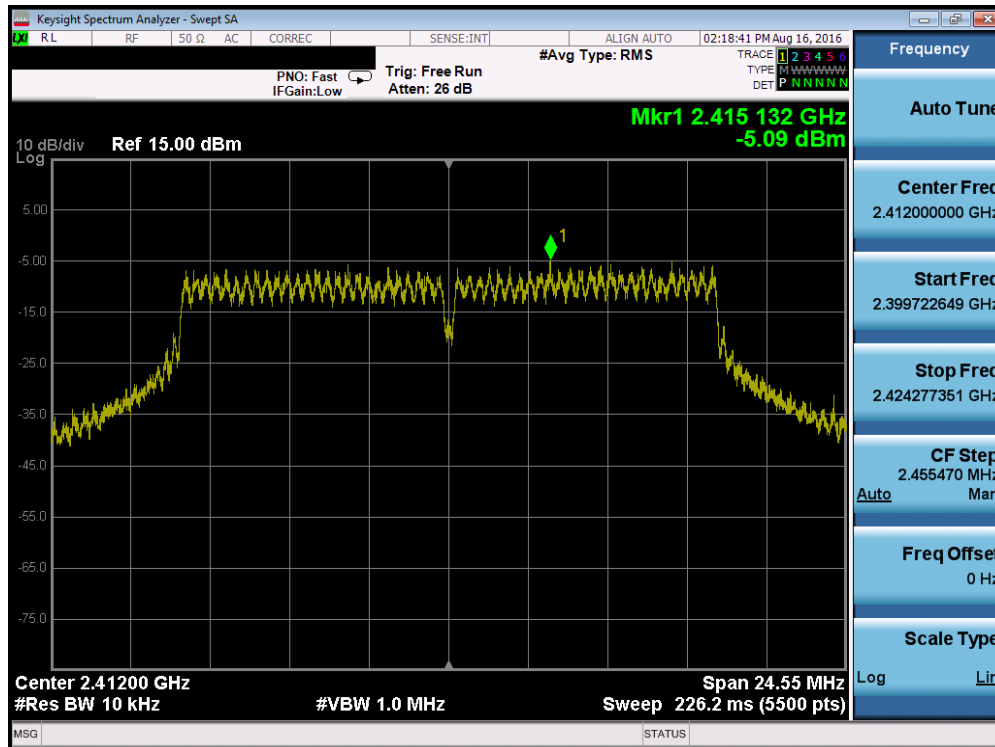 Keysight Spectrum Analyzer - Swept SA
LXI RL RF 50 Ω AC CORREC SENSE:INT ALIGN AUTO 02:18:41 PM Aug 16, 2016
#Avg Type: RMS
TRACE 1 2 3 4 5 6
TYPE M WWWWW
DET P N N N N N
PNO: Fast Trig: Free Run
IFGain:Low Atten: 26 dB
Mkr1 2.415 132 GHz
-5.09 dBm
10 dB/div Ref 15.00 dBm
Log
5.00
-5.00
-15.0
-25.0
-35.0
-45.0
-55.0
-65.0
-75.0
1
Center 2.41200 GHz Span 24.55 MHz
#Res BW 10 kHz #VBW 1.0 MHz Sweep 226.2 ms (5500 pts)
MSG STATUS
Frequency
Auto Tune
Center Freq
2.412000000 GHz
Start Freq
2.399722649 GHz
Stop Freq
2.424277351 GHz
CF Step
2.455470 MHz
Auto Man
Freq Offset
0 Hz
Scale Type
Log Lin